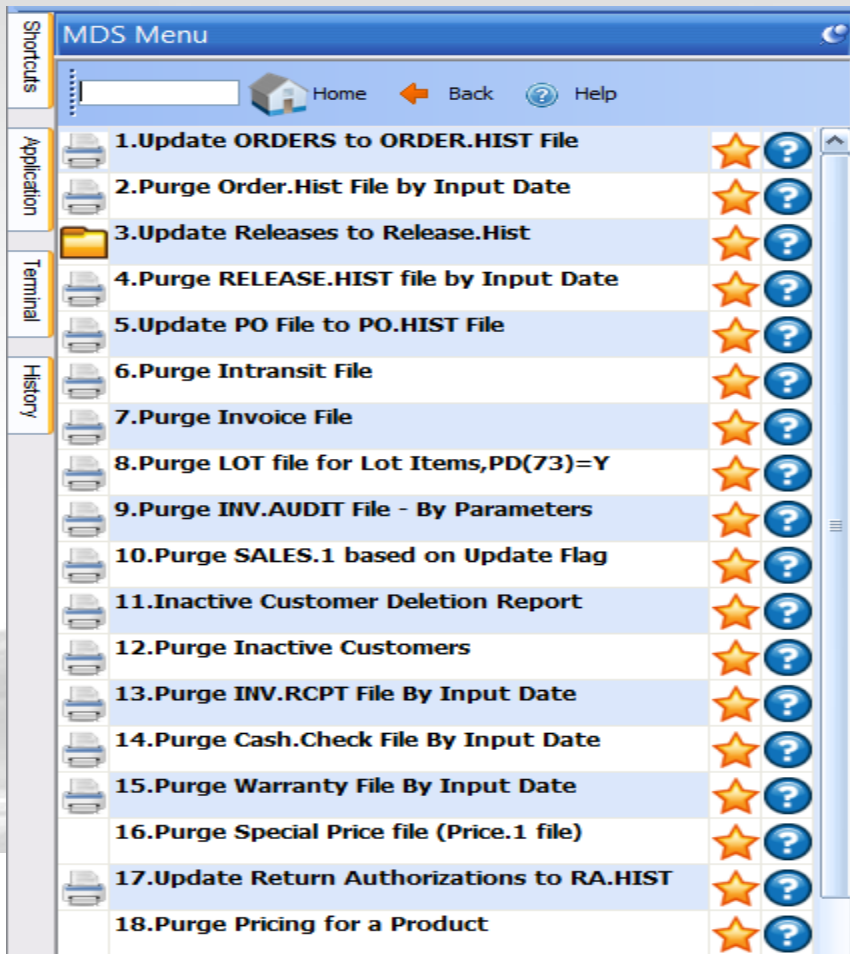 MDS Menu
Home Back Help
Shortcuts
Application
Terminal
History
1.Update ORDERS to ORDER.HIST File
2.Purge Order.Hist File by Input Date
3.Update Releases to Release.Hist
4.Purge RELEASE.HIST file by Input Date
5.Update PO File to PO.HIST File
6.Purge Intransit File
7.Purge Invoice File
8.Purge LOT file for Lot Items,PD(73)=Y
9.Purge INV.AUDIT File - By Parameters
10.Purge SALES.1 based on Update Flag
11.Inactive Customer Deletion Report
12.Purge Inactive Customers
13.Purge INV.RCPT File By Input Date
14.Purge Cash.Check File By Input Date
15.Purge Warranty File By Input Date
16.Purge Special Price file (Price.1 file)
17.Update Return Authorizations to RA.HIST
18.Purge Pricing for a Product